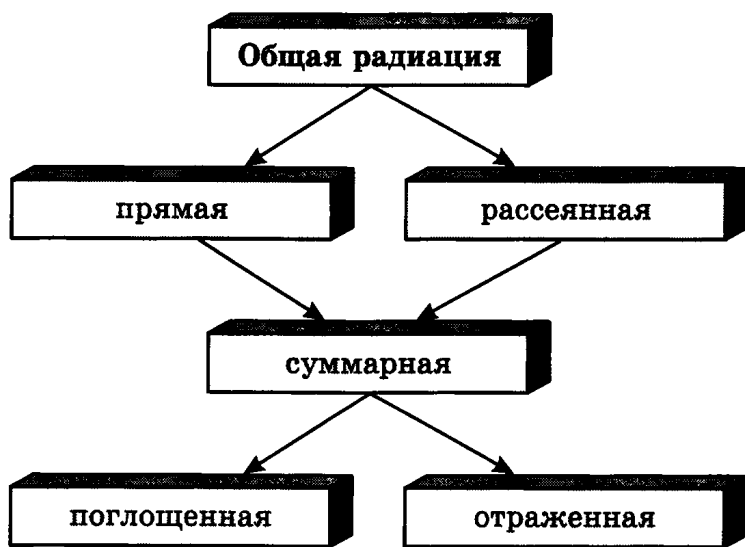 Общая радиация
прямая
рассеянная
суммарная
поглощенная
отраженная